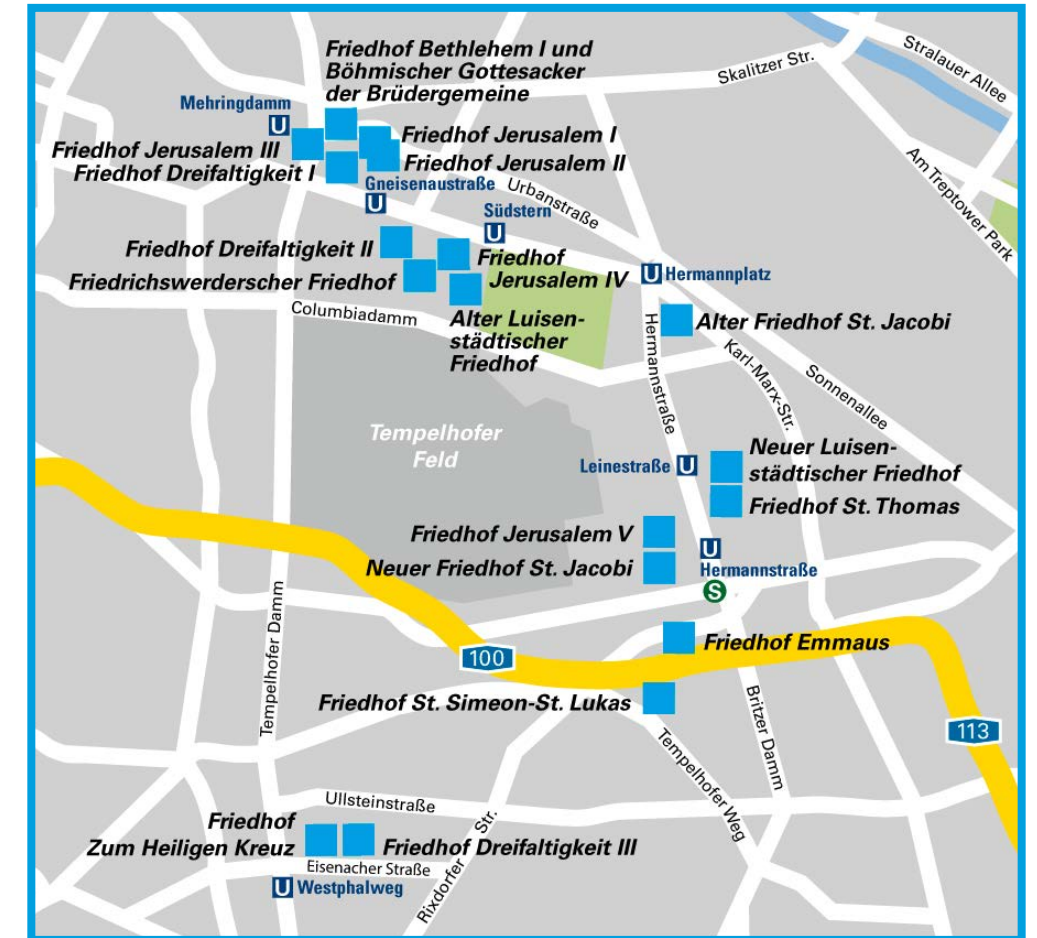 Friedhof Bethlehem I und
Böhmischer Gottesacker
der Brüdergemeine
Skalitzer Str.
Stralauer Allee
Mehringdamm
U
Friedhof Jerusalem I
Friedhof Jerusalem III
Friedhof Jerusalem II
Friedhof Dreifaltigkeit I
Am Treptower Park
Gneisenaustraße
U
Urbanstraße
Südstern
U
Friedhof Dreifaltigkeit II
Friedhof
Jerusalem IV
Friedrichswerderscher Friedhof
U Hermannplatz
Columbiadamm
Alter Luisen-
städtischer
Friedhof
Hermannstraße
Alter Friedhof St. Jacobi
Karl-Marx-Str.
Sonnenallee
Tempelhofer
Feld
Leinestraße U
Neuer Luisen-
städtischer Friedhof
Friedhof St. Thomas
Friedhof Jerusalem V
U
Neuer Friedhof St. Jacobi
Hermannstraße
S
Tempelhofer Damm
Friedhof Emmaus
100
Friedhof St. Simeon-St. Lukas
Britzer Damm
113
Tempelhofer Weg
Ullsteinstraße
Friedhof
Zum Heiligen Kreuz
Friedhof Dreifaltigkeit III
Eisenacher Straße
Rixdorfer Str.
U Westphalweg